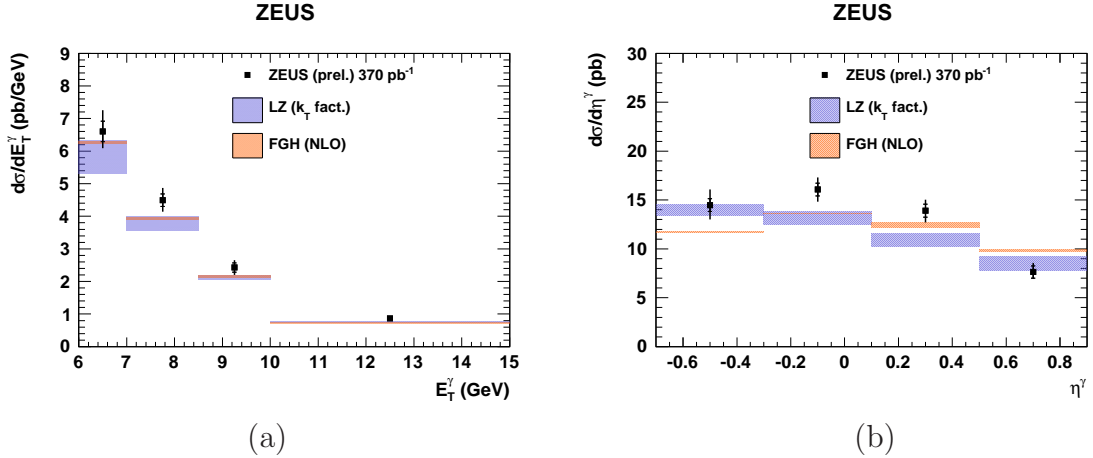 ZEUS
dσ/dE_T^γ (pb/GeV)
9
8
7
6
5
4
3
2
1
0
ZEUS (prel.) 370 pb⁻¹
LZ (k_T fact.)
FGH (NLO)
6 7 8 9 10 11 12 13 14 15
E_T^γ (GeV)
(a)
ZEUS
dσ/dη^γ (pb)
30
25
20
15
10
5
0
ZEUS (prel.) 370 pb⁻¹
LZ (k_T fact.)
FGH (NLO)
-0.6 -0.4 -0.2 0 0.2 0.4 0.6 0.8
η^γ
(b)